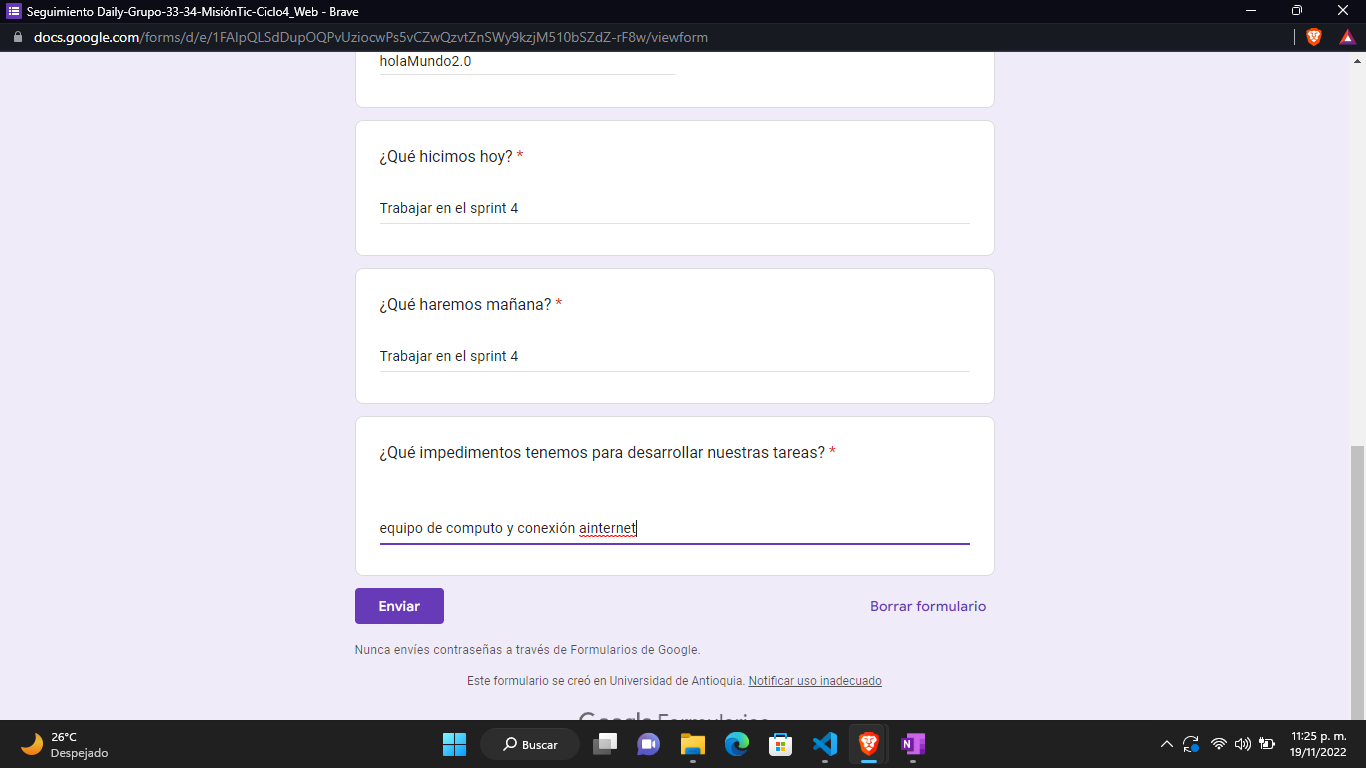 Seguimiento Daily-Grupo-33-34-MisiónTic-Ciclo4_Web - Brave
docs.google.com/forms/d/e/1FAIpQLSdDupOQPvUziocwPs5vCZwQzvtZnSWy9kzjM510bSZdZ-rF8w/viewform
holaMundo2.0
¿Qué hicimos hoy? *
Trabajar en el sprint 4
¿Qué haremos mañana? *
Trabajar en el sprint 4
¿Qué impedimentos tenemos para desarrollar nuestras tareas? *
equipo de computo y conexión ainternet
Enviar
Borrar formulario
Nunca envíes contraseñas a través de Formularios de Google.
Este formulario se creó en Universidad de Antioquia. Notificar uso inadecuado
Google Formularios
26°C
Despejado
Buscar
N
11:25 p. m.
19/11/2022